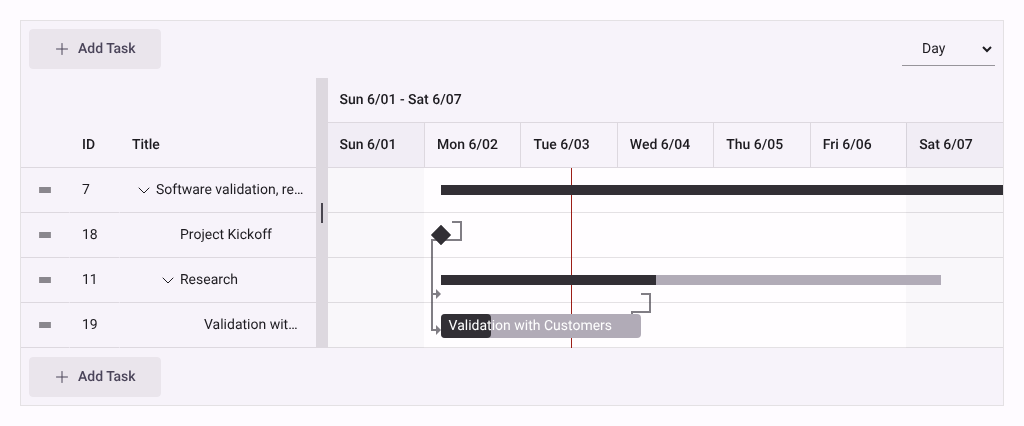 Add Task
Day
Sun 6/01 - Sat 6/07
ID Title Sun 6/01 Mon 6/02 Tue 6/03 Wed 6/04 Thu 6/05 Fri 6/06 Sat 6/07
7 Software validation, re...
18 Project Kickoff
11 Research
19 Validation wit... Validation with Customers
Add Task